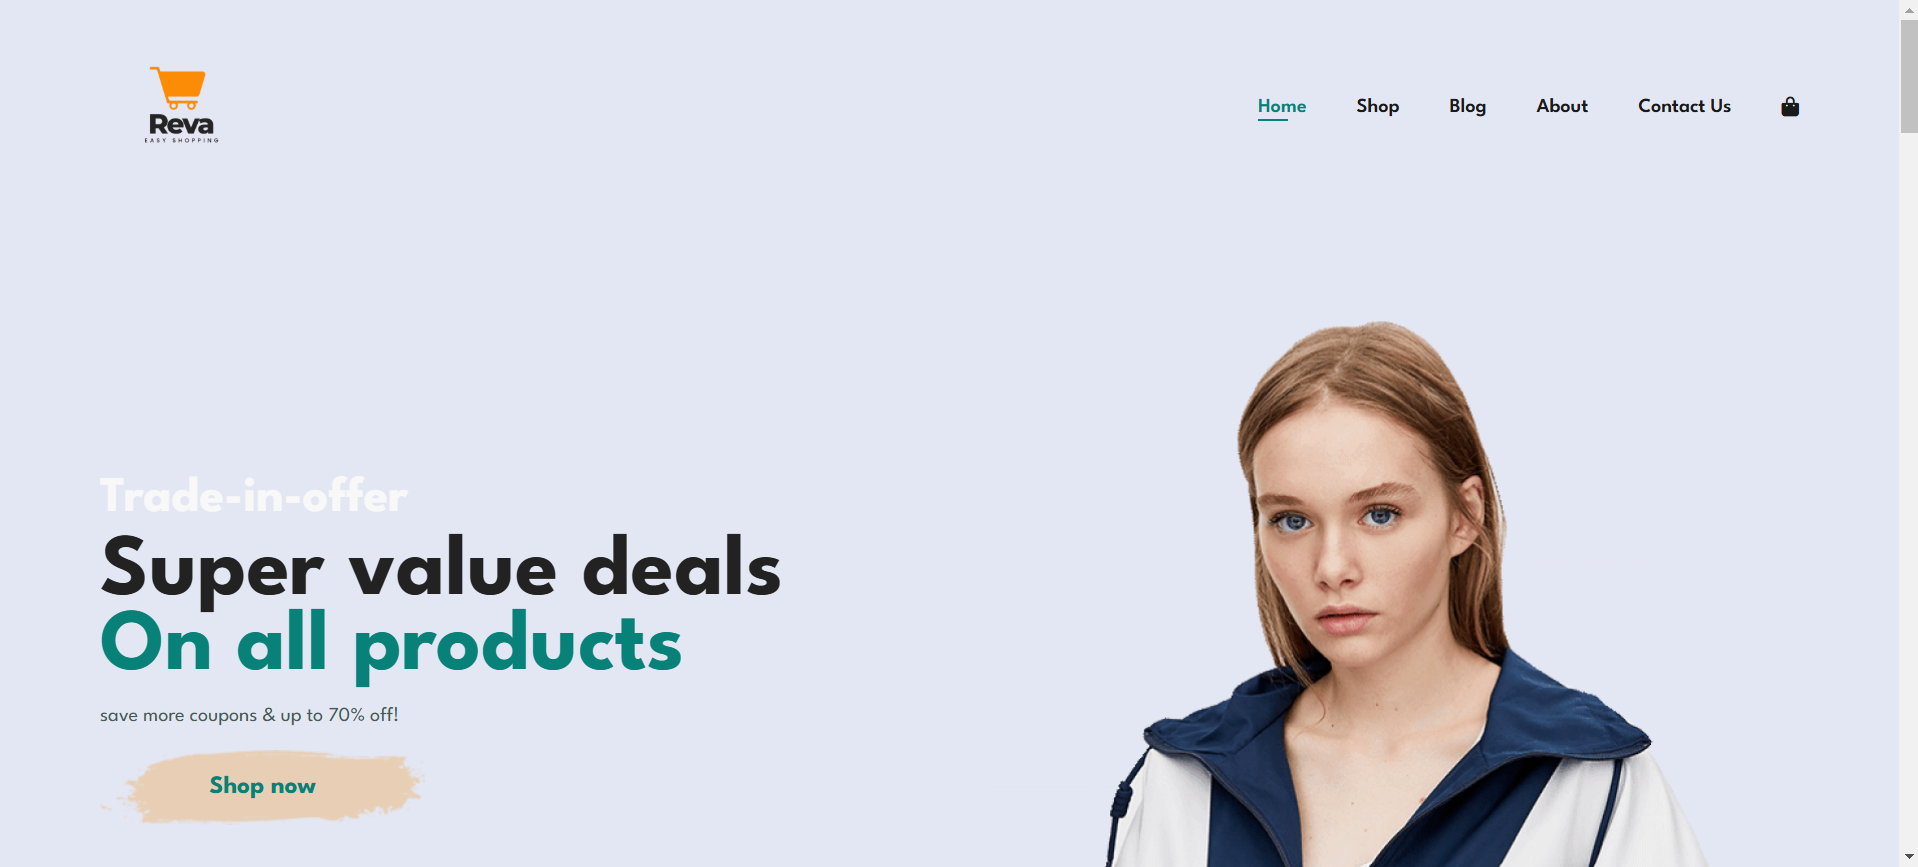 Reva
EASY SHOPPING
Home
Shop
Blog
About
Contact Us
Trade-in-offer
Super value deals
On all products
save more coupons & up to 70% off!
Shop now